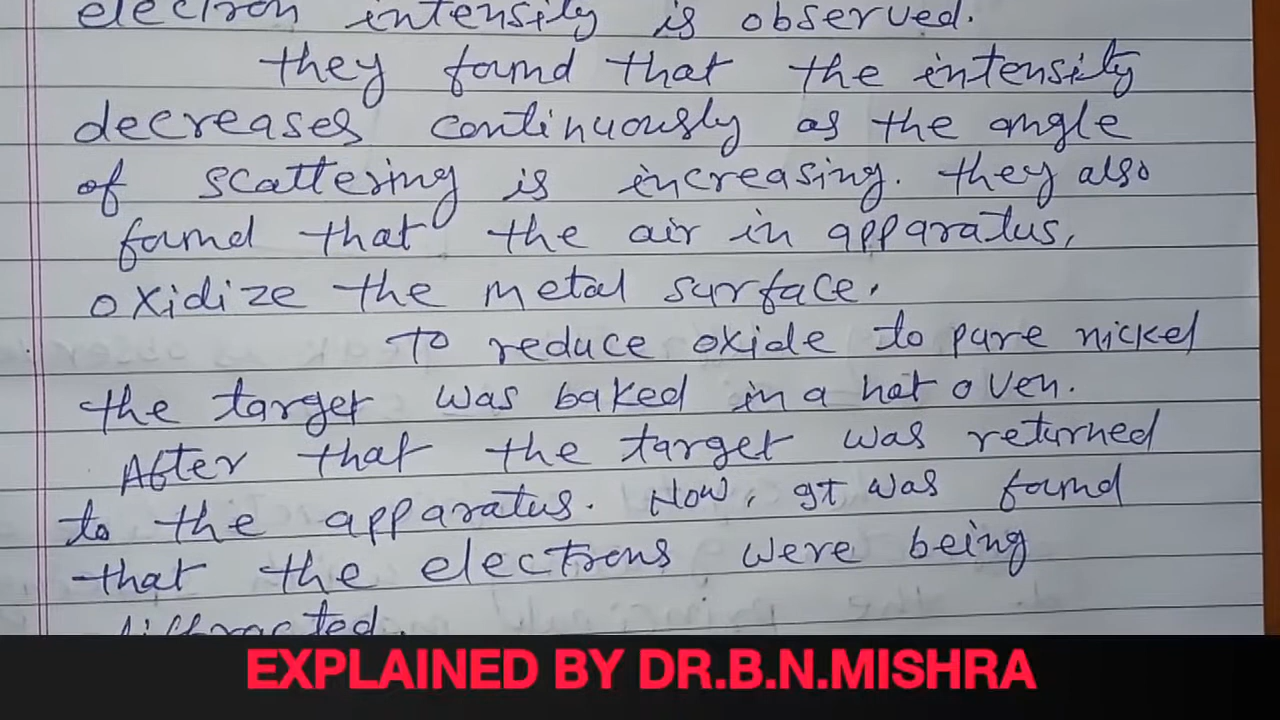 electron intensity is observed.
they found that the intensity
decreases continuously as the angle
of scattering is increasing. they also
found that the air in apparatus,
oxidize the metal surface.
To reduce oxide to pure nickel
the target was baked in a hot oven.
After that the target was returned
to the apparatus. Now, It was found
that the electrons were being
diffracted.
EXPLAINED BY DR.B.N.MISHRA